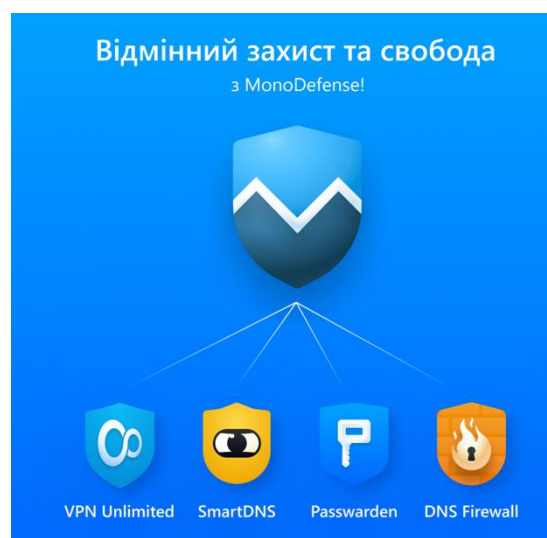 Відмінний захист та свобода
з MonoDefense!
VPN Unlimited SmartDNS Passwarden DNS Firewall